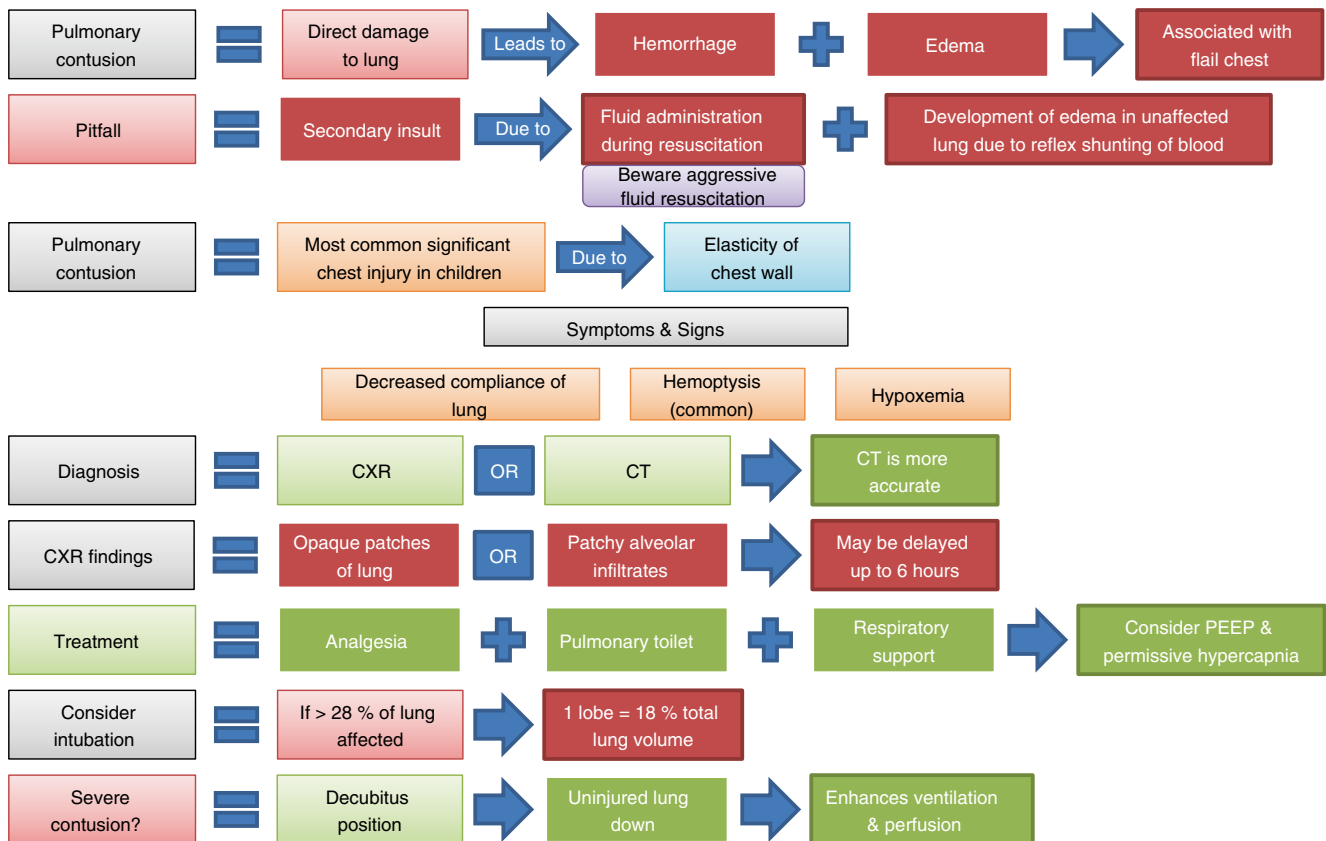 Pulmonary
contusion
Direct damage
to lung
Leads to
Hemorrhage
Edema
Associated with
flail chest
Pitfall
Secondary insult
Due to
Fluid administration
during resuscitation
Development of edema in unaffected
lung due to reflex shunting of blood
Beware aggressive
fluid resuscitation
Pulmonary
contusion
Most common significant
chest injury in children
Due to
Elasticity of
chest wall
Symptoms & Signs
Decreased compliance of
lung
Hemoptysis
(common)
Hypoxemia
Diagnosis
CXR
OR
CT
CT is more
accurate
CXR findings
Opaque patches
of lung
OR
Patchy alveolar
infiltrates
May be delayed
up to 6 hours
Treatment
Analgesia
Pulmonary toilet
Respiratory
support
Consider PEEP &
permissive hypercapnia
Consider
intubation
If > 28 % of lung
affected
1 lobe = 18 % total
lung volume
Severe
contusion?
Decubitus
position
Uninjured lung
down
Enhances ventilation
& perfusion